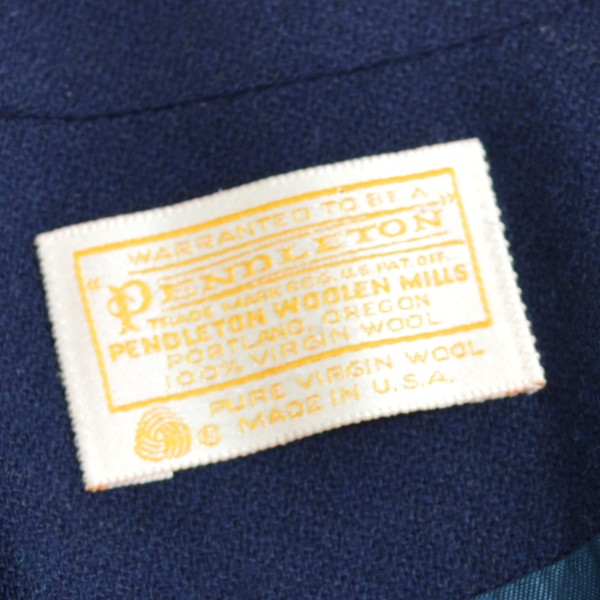 WARRANTED TO BE A
"PENDLETON"
TRADE MARK REG. U.S. PAT. OFF.
PENDLETON WOOLEN MILLS
PORTLAND, OREGON
100% VIRGIN WOOL
PURE VIRGIN WOOL
® MADE IN U.S.A.